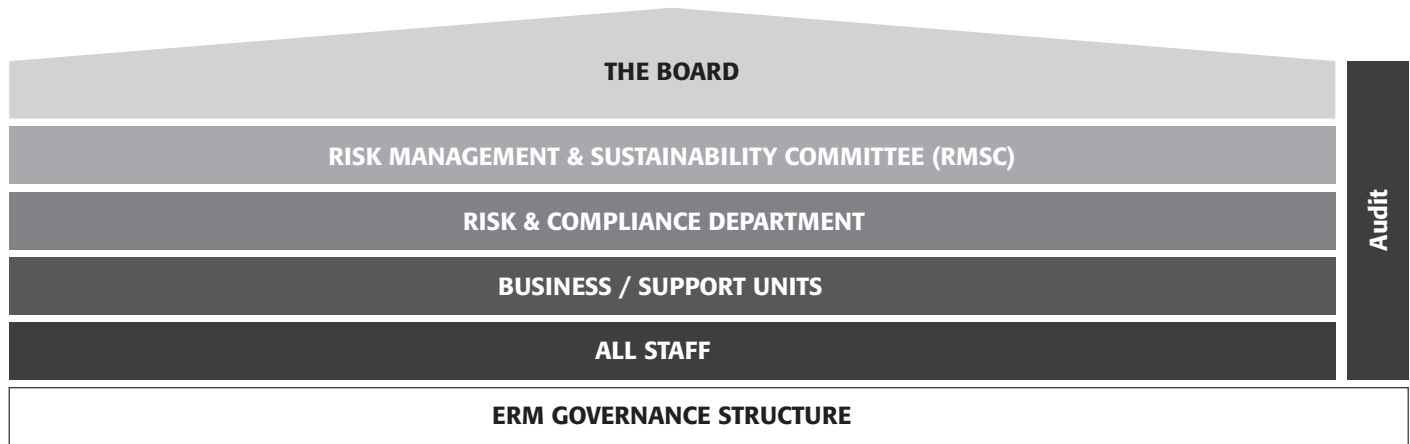 THE BOARD
RISK MANAGEMENT & SUSTAINABILITY COMMITTEE (RMSC)
RISK & COMPLIANCE DEPARTMENT
BUSINESS / SUPPORT UNITS
ALL STAFF
Audit
ERM GOVERNANCE STRUCTURE